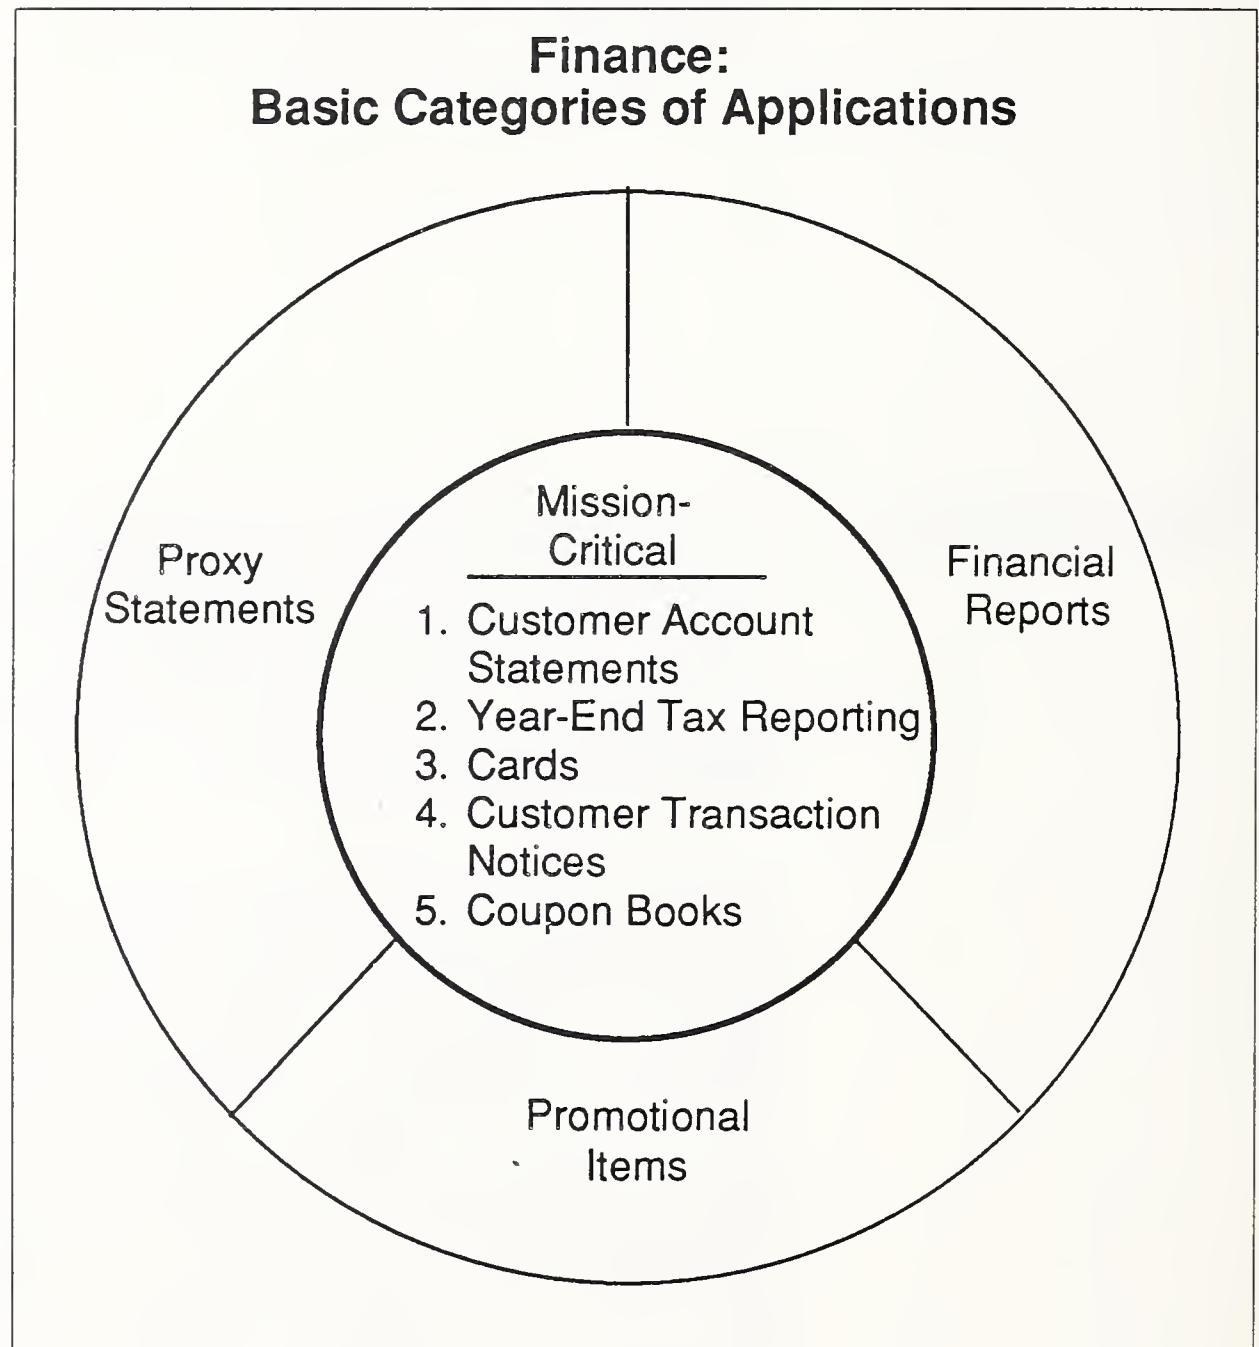 Finance:
Basic Categories of Applications
Proxy
Statements
Mission-
Critical
1. Customer Account
Statements
2. Year-End Tax Reporting
3. Cards
4. Customer Transaction
Notices
5. Coupon Books
Financial
Reports
Promotional
Items